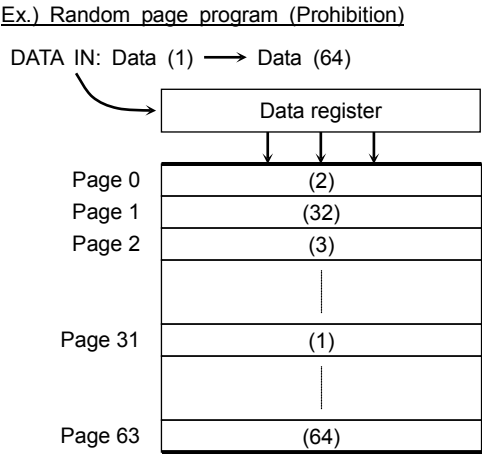 Ex.) Random page program (Prohibition)
DATA IN: Data (1) → Data (64)
Data register
Page 0 (2)
Page 1 (32)
Page 2 (3)
Page 31 (1)
Page 63 (64)